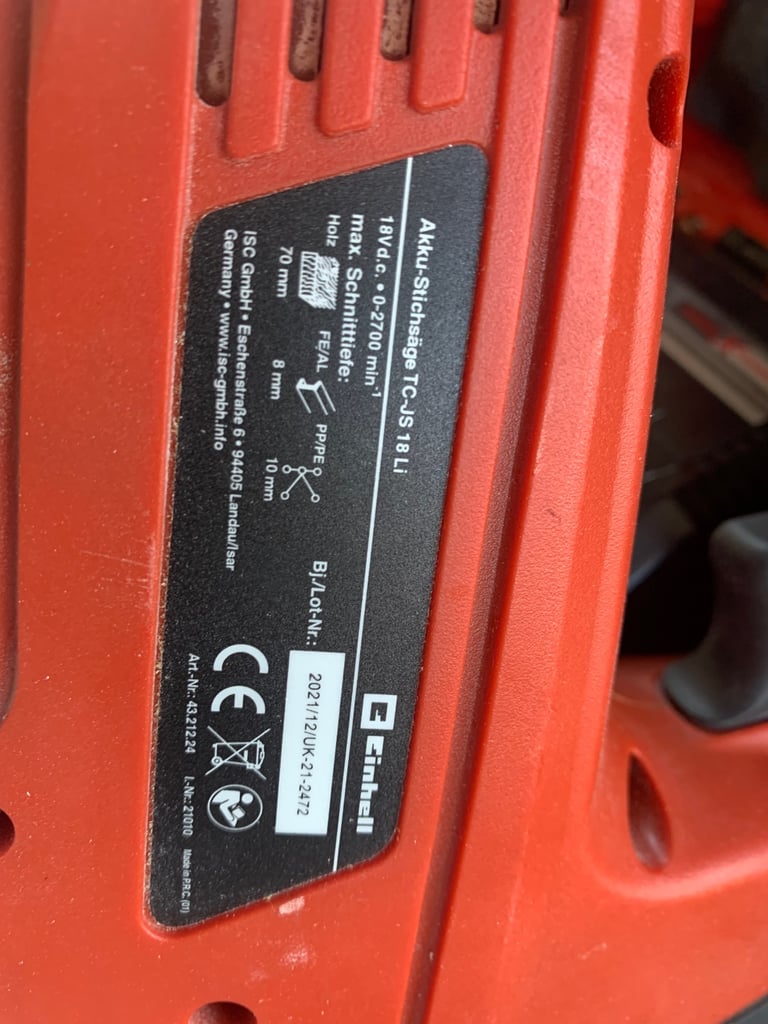 Akku-Stichsäge TC-JS 18 Li
Einhell
18Vd.c. • 0-2700 min-1
max. Schnitttiefe:
Holz
70 mm
FE/AL
8 mm
PP/PE
10 mm
Bj./Lot-Nr.:
2021/12/UK-21-2472
ISC GmbH • Eschenstraße 6 • 94405 Landau/Isar
Germany • www.isc-gmbh.info
CE
Art.-Nr.: 43.212.24 I.-Nr.: 21010 Made in P.R.C. (01)